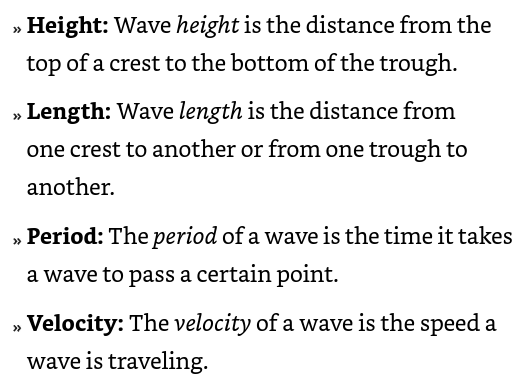 » Height: Wave height is the distance from the
top of a crest to the bottom of the trough.
» Length: Wave length is the distance from
one crest to another or from one trough to
another.
» Period: The period of a wave is the time it takes
a wave to pass a certain point.
» Velocity: The velocity of a wave is the speed a
wave is traveling.